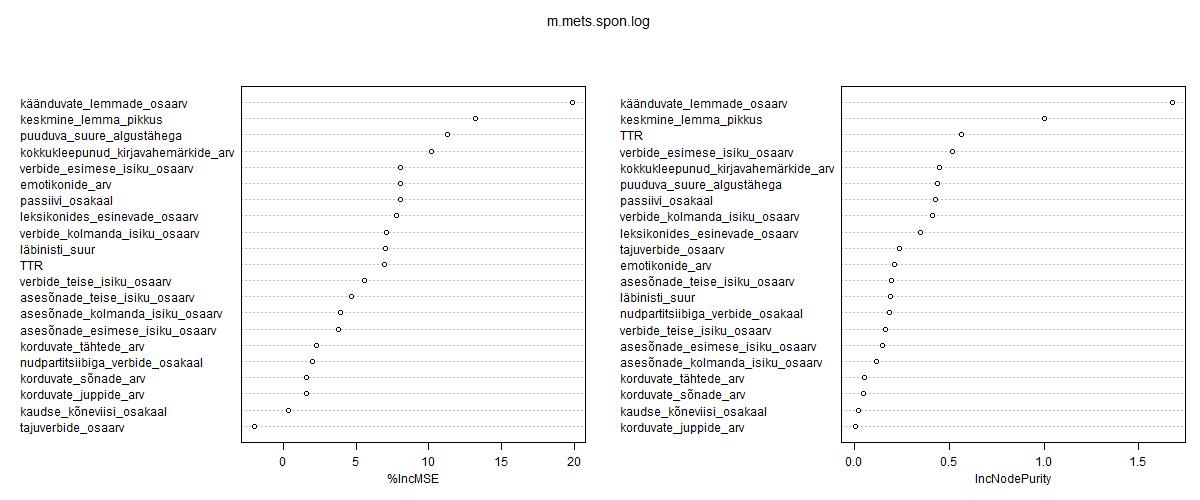 m.mets.spon.log
käänduvate_lemmade_osaarv
keskmine_lemma_pikkus
puuduva_suure_algustähega
kokkukleepunud_kirjavahemärkide_arv
verbide_esimese_isiku_osaarv
emotikonide_arv
passiivi_osakaal
leksikonides_esinevade_osaarv
verbide_kolmanda_isiku_osaarv
läbinisti_suur
TTR
verbide_teise_isiku_osaarv
asesõnade_teise_isiku_osaarv
asesõnade_kolmanda_isiku_osaarv
asesõnade_esimese_isiku_osaarv
korduvate_tähtede_arv
nudpartitsiibiga_verbide_osakaal
korduvate_sõnade_arv
korduvate_juppide_arv
kaudse_kõneviisi_osakaal
tajuverbide_osaarv
0 5 10 15 20
%IncMSE
käänduvate_lemmade_osaarv
keskmine_lemma_pikkus
TTR
verbide_esimese_isiku_osaarv
kokkukleepunud_kirjavahemärkide_arv
puuduva_suure_algustähega
passiivi_osakaal
verbide_kolmanda_isiku_osaarv
leksikonides_esinevade_osaarv
tajuverbide_osaarv
emotikonide_arv
asesõnade_teise_isiku_osaarv
läbinisti_suur
nudpartitsiibiga_verbide_osakaal
verbide_teise_isiku_osaarv
asesõnade_esimese_isiku_osaarv
asesõnade_kolmanda_isiku_osaarv
korduvate_tähtede_arv
korduvate_sõnade_arv
kaudse_kõneviisi_osakaal
korduvate_juppide_arv
0.0 0.5 1.0 1.5
IncNodePurity